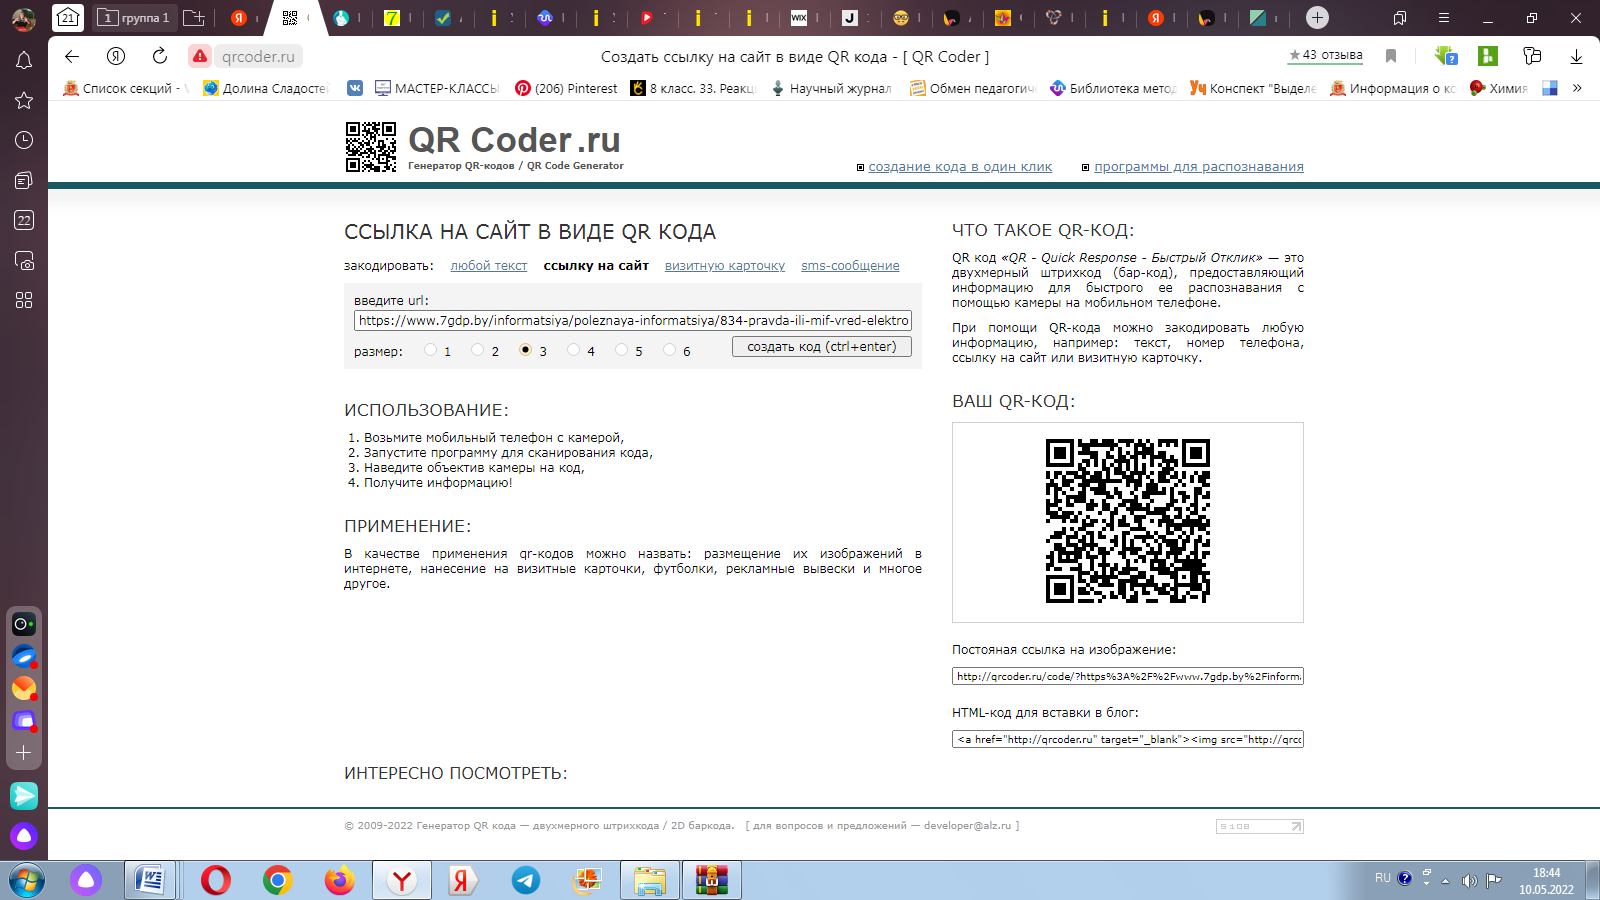 21
1 группа 1
qrcoder.ru
Создать ссылку на сайт в виде QR кода - [ QR Coder ]
★ 43 отзыва
Список секций -
Долина Сладостей
МАСТЕР-КЛАССЫ
(206) Pinterest
8 класс. 33. Реакц
Научный журнал
Обмен педагогич
Библиотека метод
Конспект "Выделе
Информация о ко
Химия
QR Coder.ru
Генератор QR-кодов / QR Code Generator
создание кода в один клик
программы для распознавания
22
ССЫЛКА НА САЙТ В ВИДЕ QR КОДА
закодировать: любой текст ссылку на сайт визитную карточку sms-сообщение
введите url:
https://www.7gdp.by/informatsiya/poleznaya-informatsiya/834-pravda-ili-mif-vred-elektro
размер: 1 2 3 4 5 6
создать код (ctrl+enter)
ИСПОЛЬЗОВАНИЕ:
1. Возьмите мобильный телефон с камерой,
2. Запустите программу для сканирования кода,
3. Наведите объектив камеры на код,
4. Получите информацию!
ПРИМЕНЕНИЕ:
В качестве применения qr-кодов можно назвать: размещение их изображений в
интернете, нанесение на визитные карточки, футболки, рекламные вывески и многое
другое.
ИНТЕРЕСНО ПОСМОТРЕТЬ:
ЧТО ТАКОЕ QR-КОД:
QR код «QR - Quick Response - Быстрый Отклик» — это
двухмерный штрихкод (бар-код), предоставляющий
информацию для быстрого ее распознавания с
помощью камеры на мобильном телефоне.
При помощи QR-кода можно закодировать любую
информацию, например: текст, номер телефона,
ссылку на сайт или визитную карточку.
ВАШ QR-КОД:
Постояная ссылка на изображение:
http://qrcoder.ru/code/?https%3A%2F%2Fwww.7gdp.by%2Finform
HTML-код для вставки в блог:
<a href="http://qrcoder.ru" target="_blank"><img src="http://qrc
© 2009-2022 Генератор QR кода — двухмерного штрихкода / 2D баркода. [ для вопросов и предложений — developer@alz.ru ]
5108
RU
18:44
10.05.2022